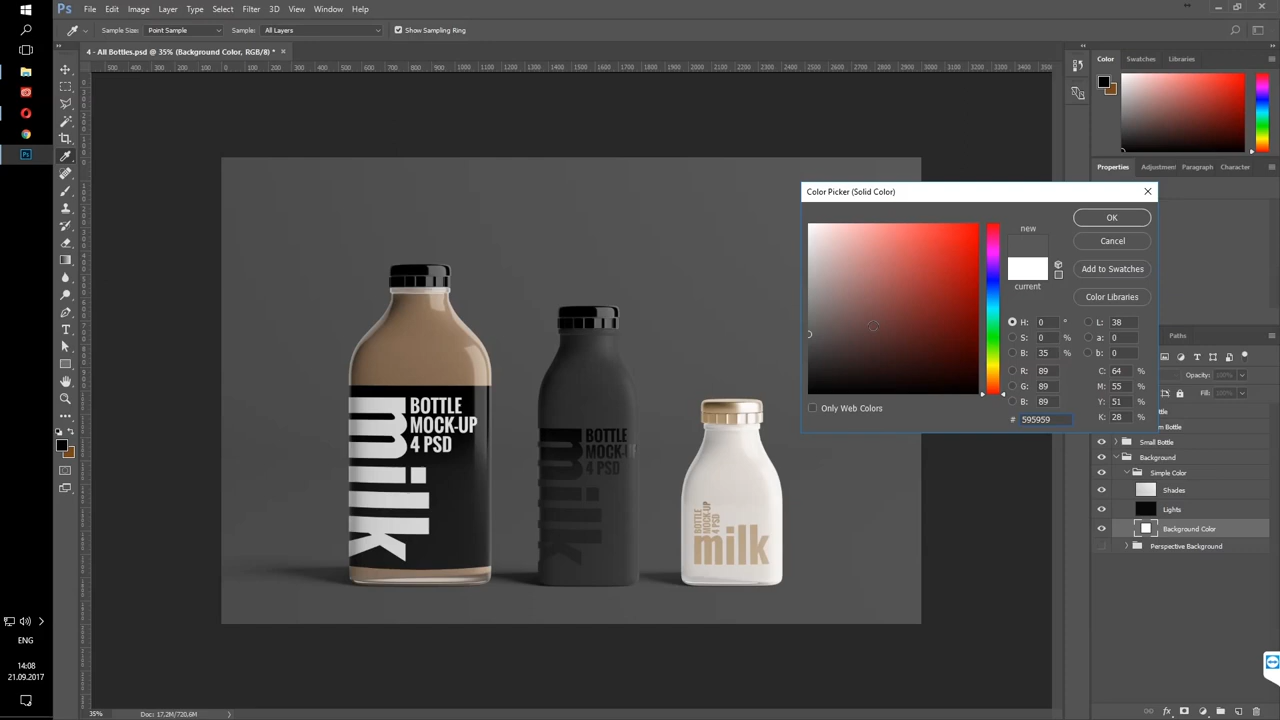 Ps File Edit Image Layer Type Select Filter 3D View Window Help
Sample Size: Point Sample Sample: All Layers Show Sampling Ring
4 - All Bottles.psd @ 35% (Background Color, RGB/8) * ×
Color Swatches Libraries
Properties Adjustment Paragraph Character
Color Picker (Solid Color)
new
current
OK
Cancel
Add to Swatches
Color Libraries
H: 0 °
S: 0 %
B: 35 %
R: 89
G: 89
B: 89
L: 38
a: 0
b: 0
C: 64 %
M: 55 %
Y: 51 %
K: 28 %
# 595959
Only Web Colors
Paths
Opacity: 100%
Fill: 100%
Small Bottle
Background
Simple Color
Shades
Lights
Background Color
Perspective Background
BOTTLE
MOCK-UP
4 PSD
milk
BOTTLE
MOCK-U
4 PSD
milk
BOTTLE
MOCK-UP
4 PSD
milk
Ps
ENG
14:08
21.09.2017
35% Doc: 17,2M/720,6M